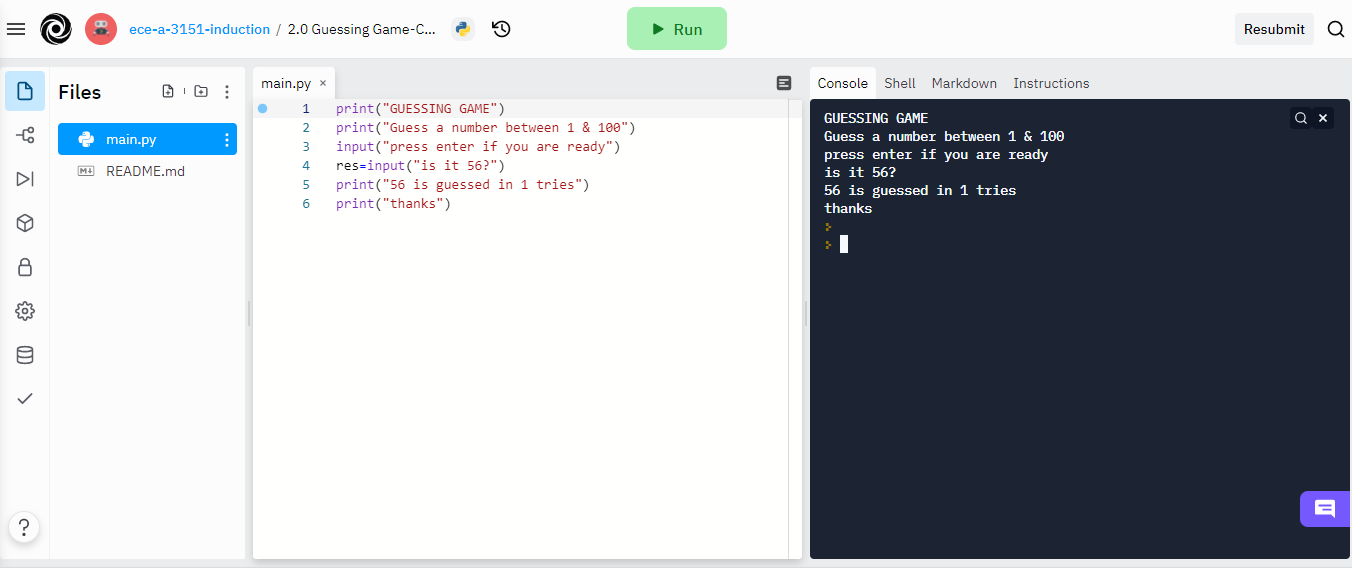 ece-a-3151-induction / 2.0 Guessing Game-C...
Run
Resubmit
Files
main.py
README.md
main.py ×
1 print("GUESSING GAME")
2 print("Guess a number between 1 & 100")
3 input("press enter if you are ready")
4 res=input("is it 56?")
5 print("56 is guessed in 1 tries")
6 print("thanks")
Console Shell Markdown Instructions
GUESSING GAME
Guess a number between 1 & 100
press enter if you are ready
is it 56?
56 is guessed in 1 tries
thanks
>
>
?